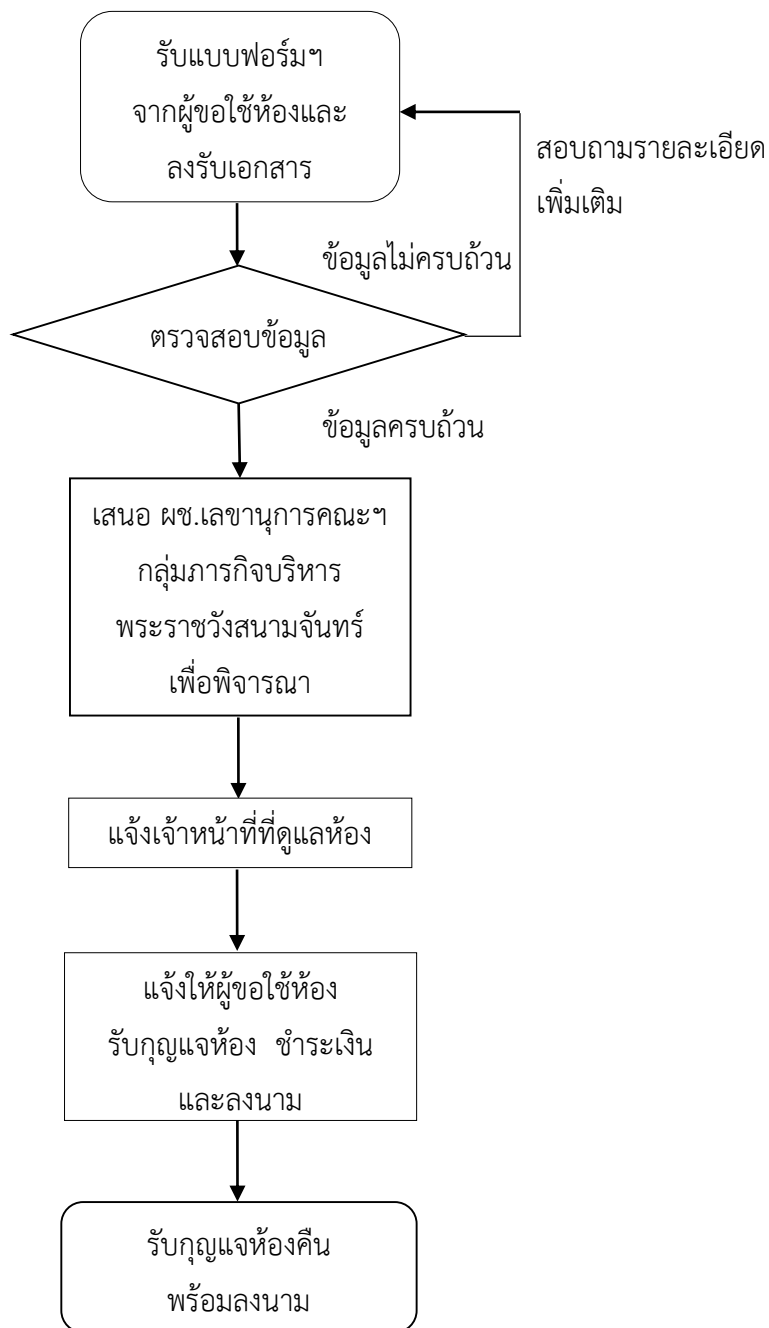 รับแบบฟอร์มฯ
จากผู้ขอใช้ห้องและ
ลงรับเอกสาร
สอบถามรายละเอียด
เพิ่มเติม
ข้อมูลไม่ครบถ้วน
ตรวจสอบข้อมูล
ข้อมูลครบถ้วน
เสนอ ผช.เลขานุการคณะฯ
กลุ่มภารกิจบริหาร
พระราชวังสนามจันทร์
เพื่อพิจารณา
แจ้งเจ้าหน้าที่ที่ดูแลห้อง
แจ้งให้ผู้ขอใช้ห้อง
รับกุญแจห้อง ชำระเงิน
และลงนาม
รับกุญแจห้องคืน
พร้อมลงนาม